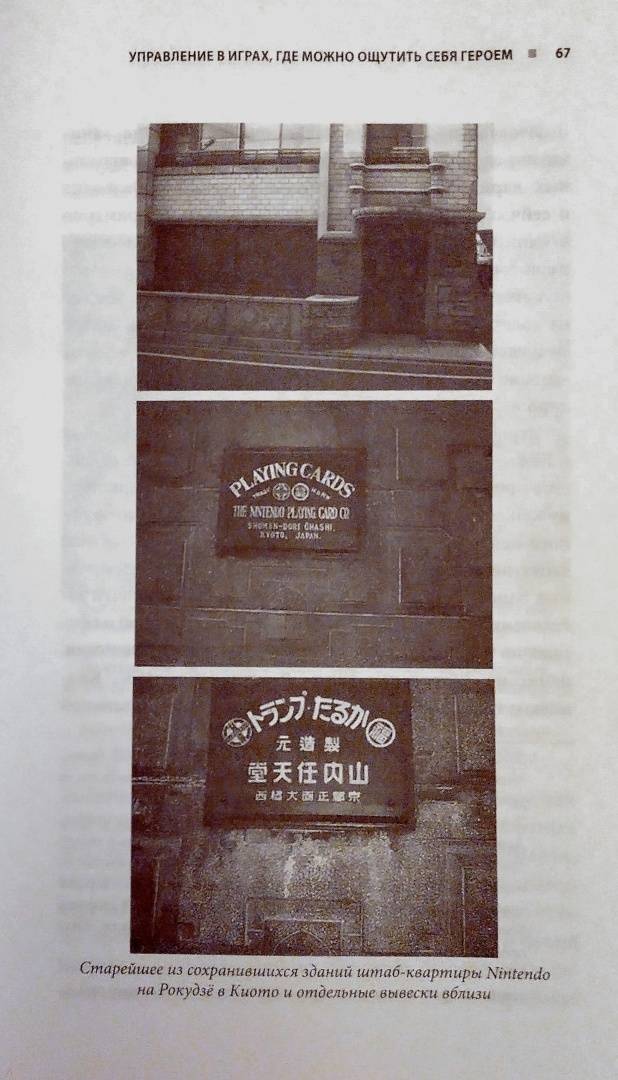 УПРАВЛЕНИЕ В ИГРАХ, ГДЕ МОЖНО ОЩУТИТЬ СЕБЯ ГЕРОЕМ ■ 67
PLAYING CARDS
TRADE MARK
THE NINTENDO PLAYING CARD CO.
SHOMEN-DORI OHASHI,
KYOTO, JAPAN.
トランプ・たるか 福
元造製
堂天任内山
西橋大面正都京
Старейшее из сохранившихся зданий штаб-квартиры Nintendo
на Рокудзё в Киото и отдельные вывески вблизи